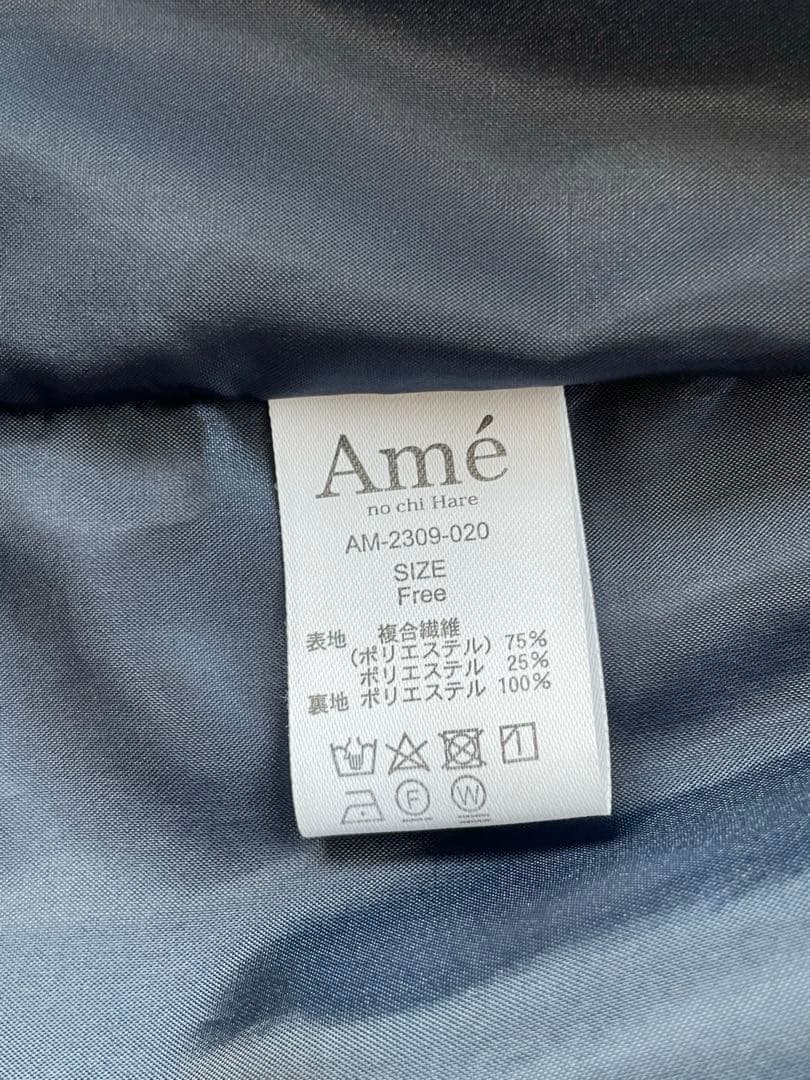 Amé
no chi Hare
AM-2309-020
SIZE
Free
表地 複合繊維
(ポリエステル) 75%
ポリエステル 25%
裏地 ポリエステル 100%
F W